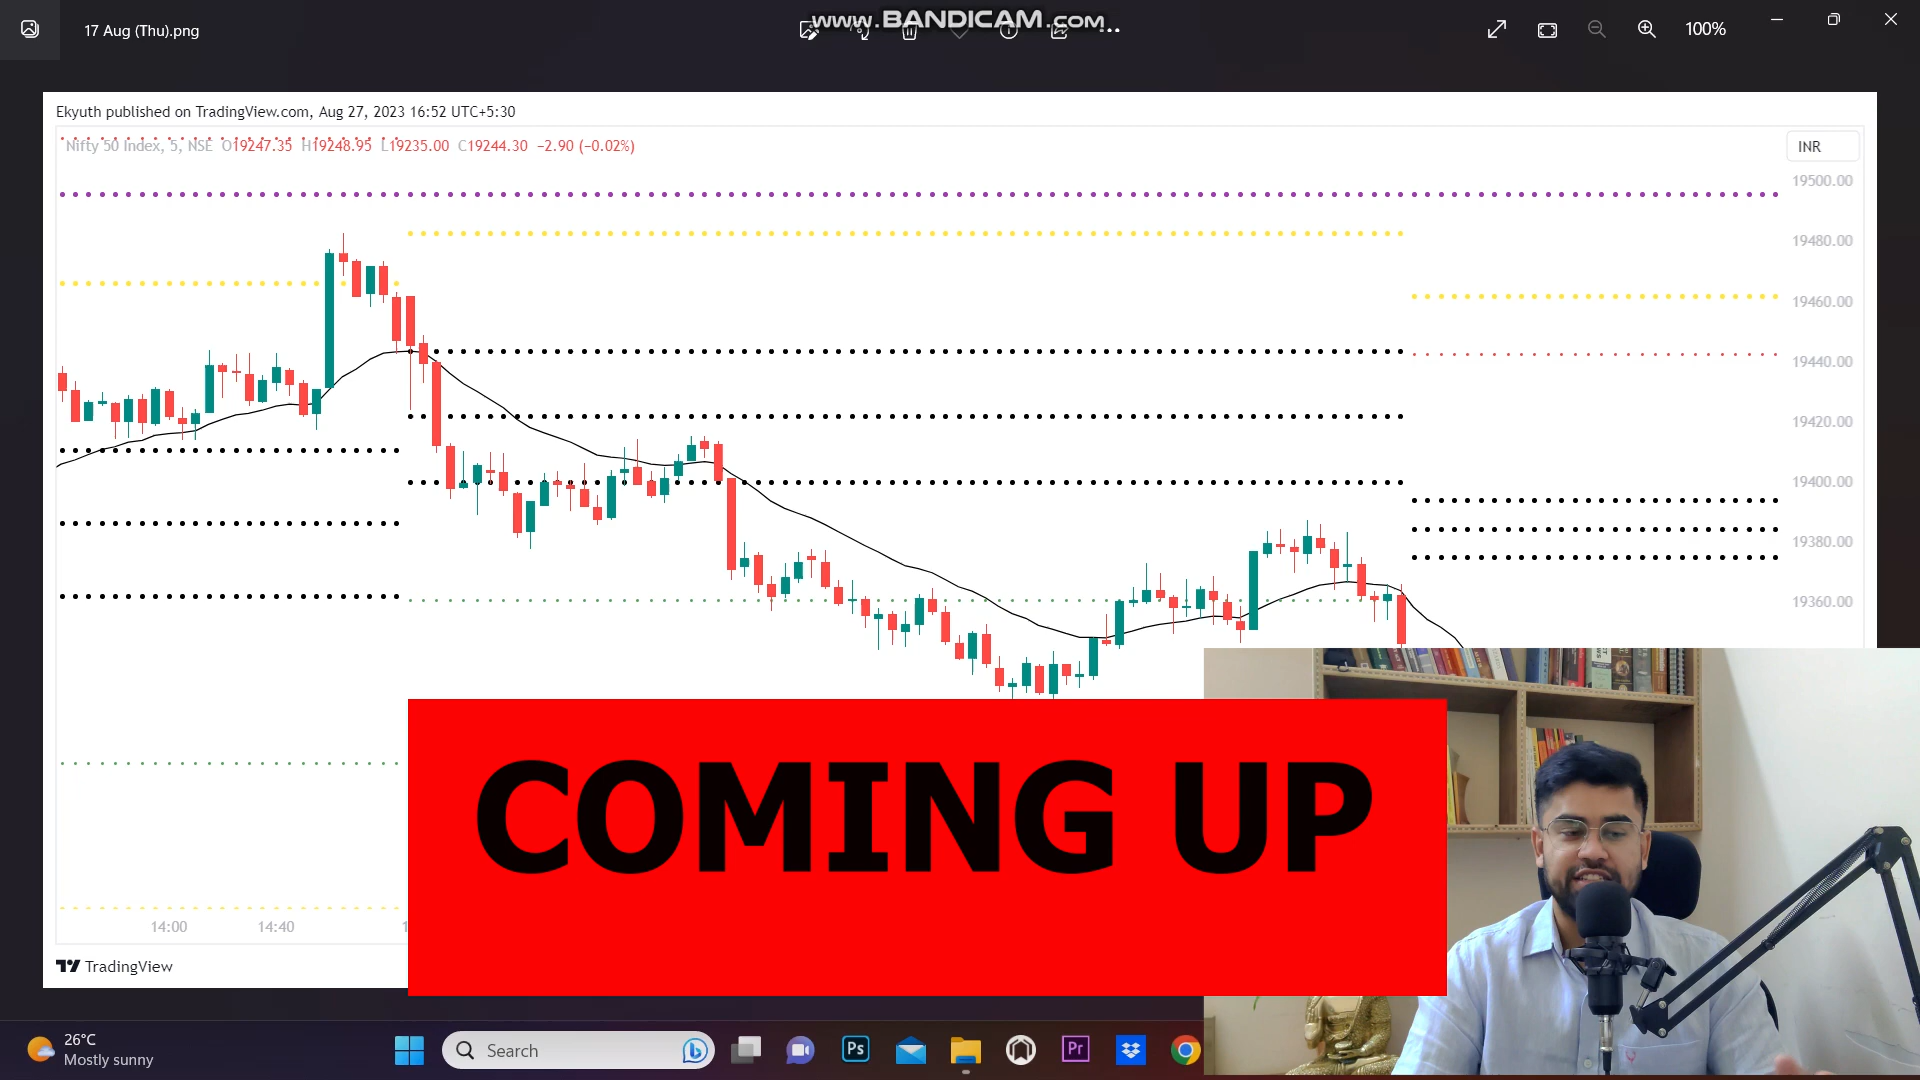 www.BANDICAM.com
17 Aug (Thu).png
100%
Ekyuth published on TradingView.com, Aug 27, 2023 16:52 UTC+5:30
Nifty 50 Index, 5, NSE O19247.35 H19248.95 L19235.00 C19244.30 −2.90 (−0.02%)
INR
19500.00
19480.00
19460.00
19440.00
19420.00
19400.00
19380.00
19360.00
COMING UP
14:00 14:40 1
TradingView
26°C
Mostly sunny
Search
Ps
Pr